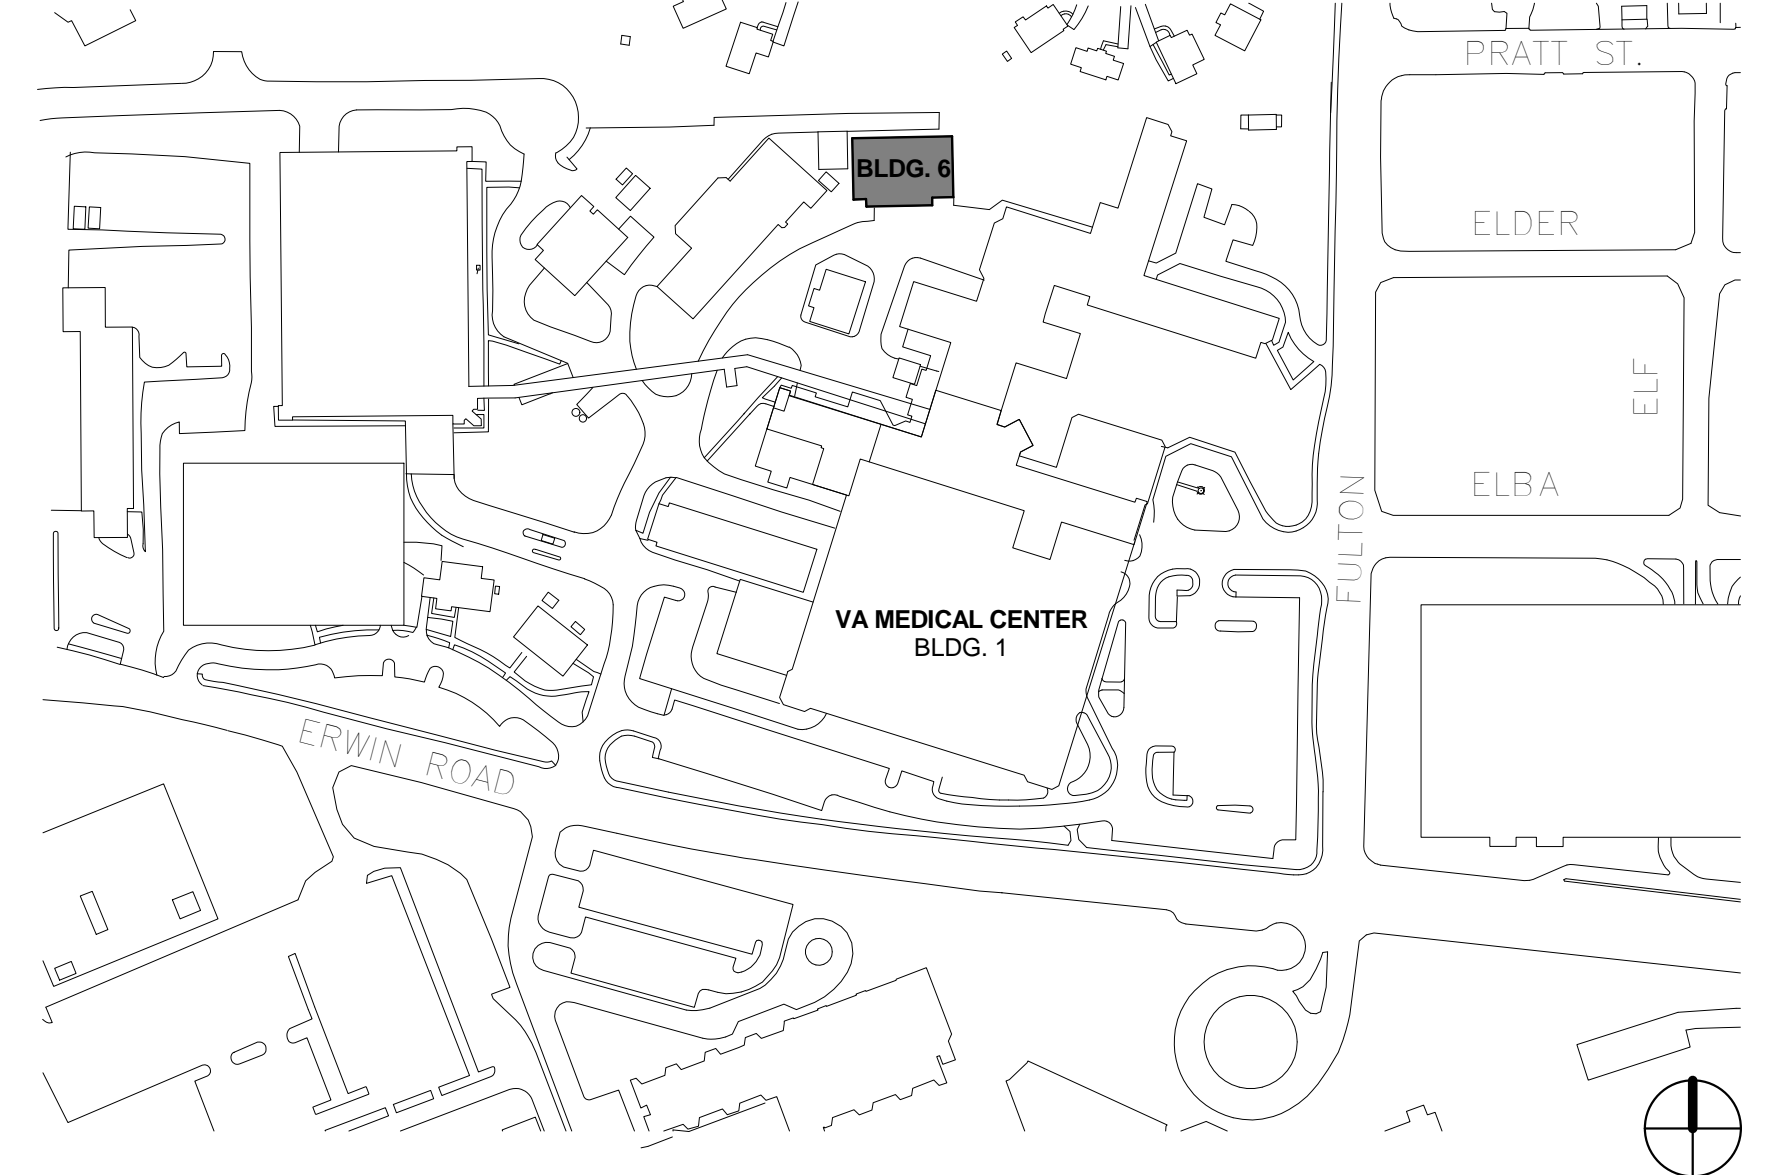 PRATT ST.
BLDG. 6
ELDER
ELF
ELBA
FULTON
VA MEDICAL CENTER
BLDG. 1
ERWIN ROAD